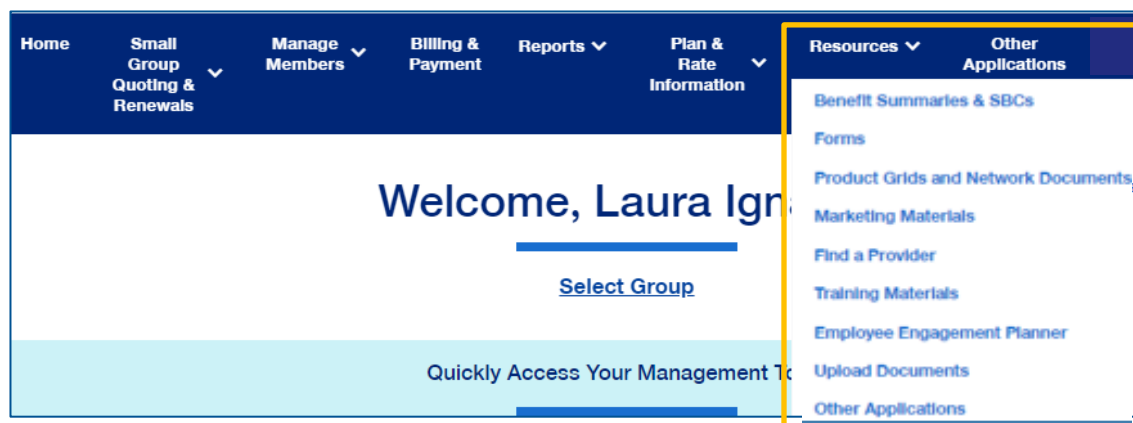 Home
Small Group Quoting & Renewals
Manage Members
Billing & Payment
Reports
Plan & Rate Information
Resources
Other Applications
Benefit Summaries & SBCs
Forms
Product Grids and Network Documents
Marketing Materials
Find a Provider
Training Materials
Employee Engagement Planner
Upload Documents
Other Applications
Welcome, Laura Ign
Select Group
Quickly Access Your Management To